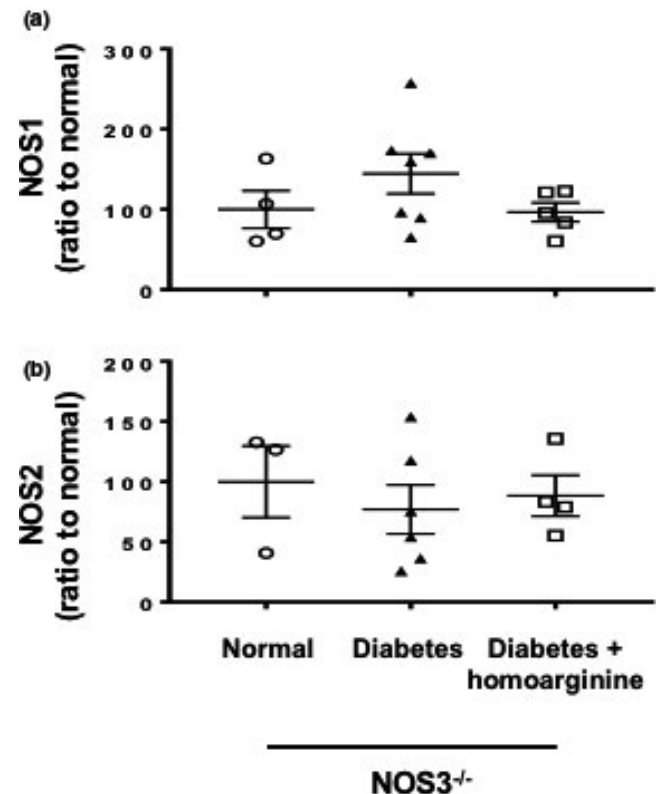 (a)
NOS1
(ratio to normal)
300
200
100
0
(b)
NOS2
(ratio to normal)
200
150
100
50
0
Normal
Diabetes
Diabetes +
homoarginine
NOS3-/-